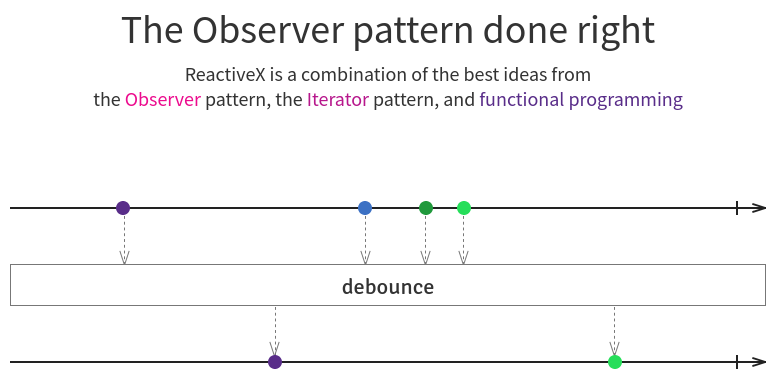 The Observer pattern done right
ReactiveX is a combination of the best ideas from
the Observer pattern, the Iterator pattern, and functional programming
debounce